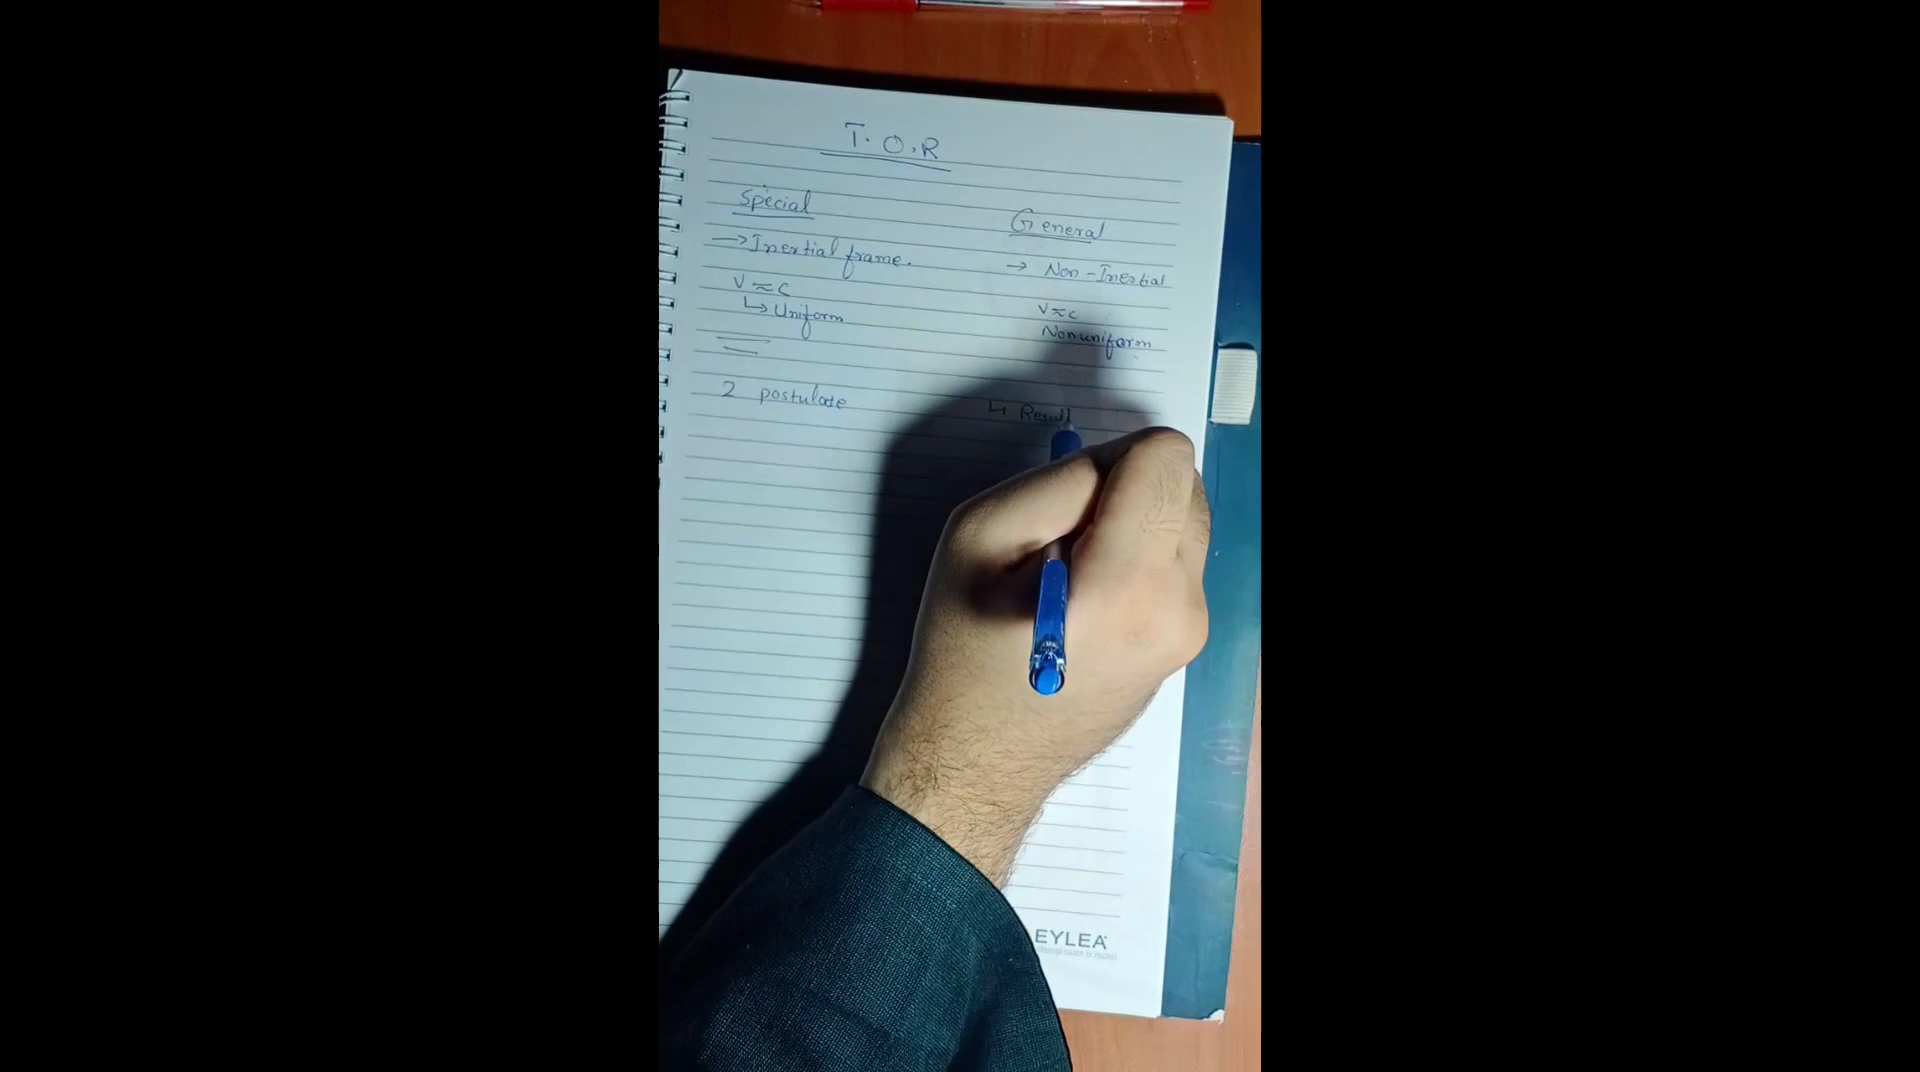 T.O.R
Special
→ Inertial frame.
V ≈ C
↳ Uniform
2 postulate
General
→ Non-Inertial
V ≈ C
Nonuniform
↳ Result
EYLEA